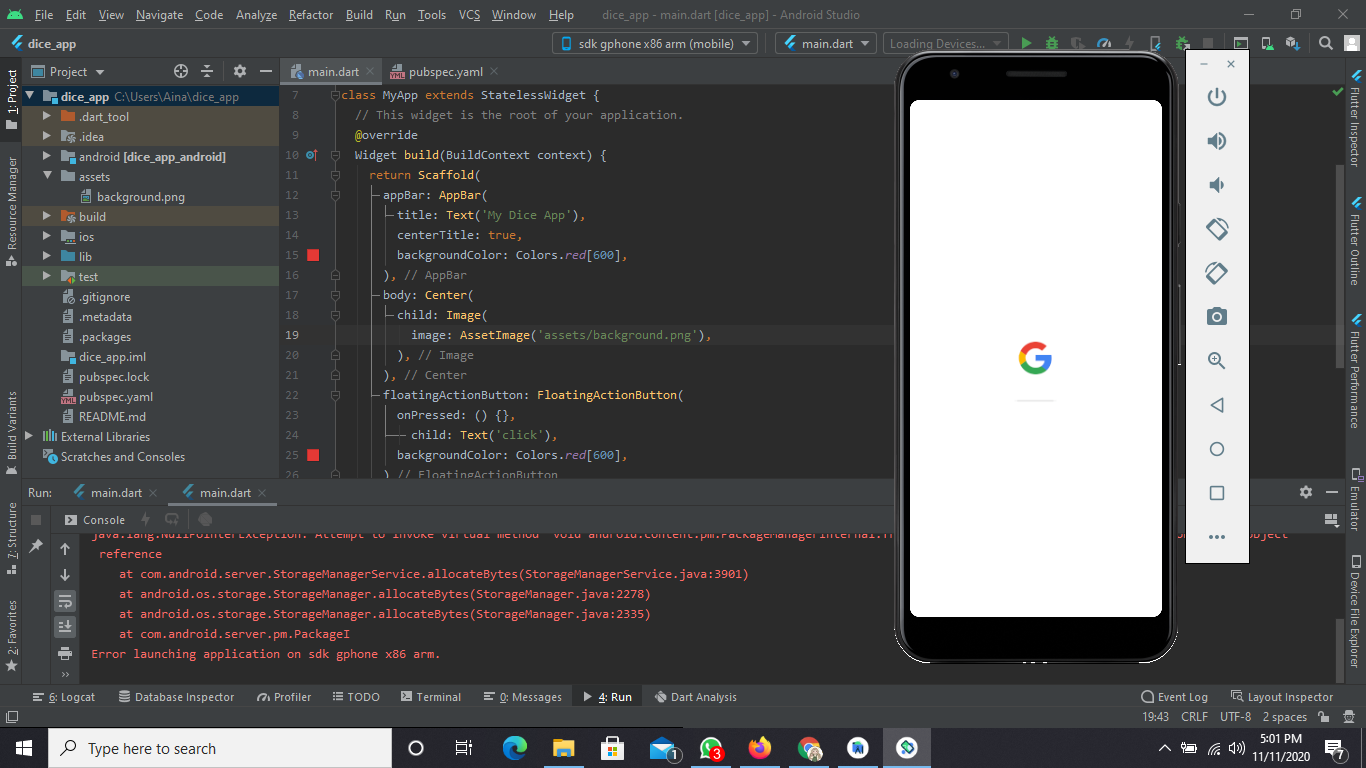 File Edit View Navigate Code Analyze Refactor Build Run Tools VCS Window Help dice_app - main.dart [dice_app] - Android Studio
dice_app sdk gphone x86 arm (mobile) main.dart Loading Devices...
Project main.dart pubspec.yaml
1: Project
Resource Manager
Build Variants
7: Structure
2: Favorites
dice_app C:\Users\Aina\dice_app
.dart_tool
.idea
android [dice_app_android]
assets
background.png
build
ios
lib
test
.gitignore
.metadata
.packages
dice_app.iml
pubspec.lock
pubspec.yaml
README.md
External Libraries
Scratches and Consoles
7 class MyApp extends StatelessWidget {
8 // This widget is the root of your application.
9 @override
10 Widget build(BuildContext context) {
11 return Scaffold(
12 appBar: AppBar(
13 title: Text('My Dice App'),
14 centerTitle: true,
15 backgroundColor: Colors.red[600],
16 ), // AppBar
17 body: Center(
18 child: Image(
19 image: AssetImage('assets/background.png'),
20 ), // Image
21 ), // Center
22 floatingActionButton: FloatingActionButton(
23 onPressed: () {},
24 child: Text('click'),
25 backgroundColor: Colors.red[600],
26 ) // FloatingActionButton
G
Flutter Inspector
Flutter Outline
Flutter Performance
Emulator
Device File Explorer
Run: main.dart main.dart
Console
java.lang.NullPointerException: Attempt to invoke virtual method 'void android.content.pm.PackageManagerInternal.
reference
at com.android.server.StorageManagerService.allocateBytes(StorageManagerService.java:3901)
at android.os.storage.StorageManager.allocateBytes(StorageManager.java:2278)
at android.os.storage.StorageManager.allocateBytes(StorageManager.java:2335)
at com.android.server.pm.PackageI
Error launching application on sdk gphone x86 arm.
6: Logcat Database Inspector Profiler TODO Terminal 0: Messages 4: Run Dart Analysis Event Log Layout Inspector
19:43 CRLF UTF-8 2 spaces
Type here to search 1 3 5:01 PM
11/11/2020 7